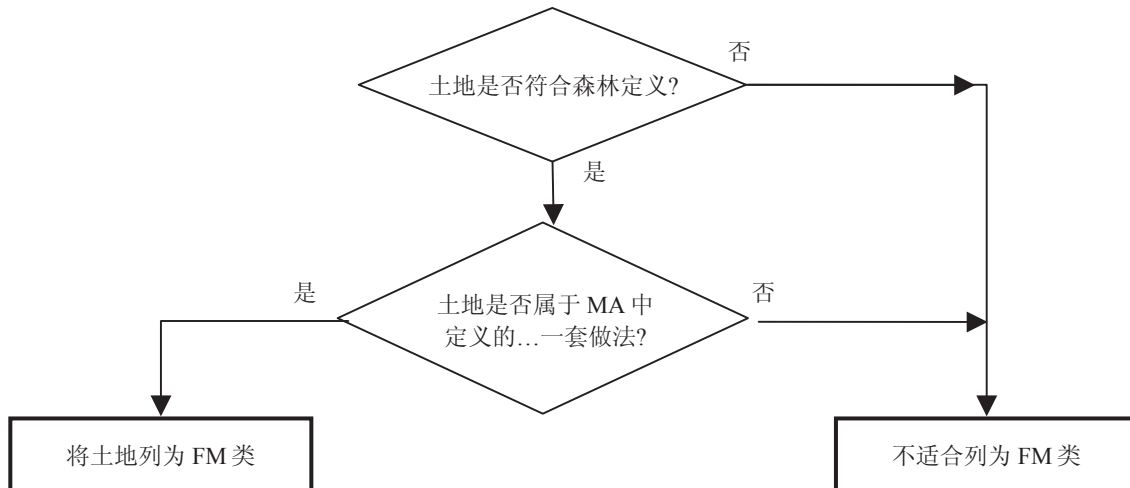 否
土地是否符合森林定义?
是
是
否
土地是否属于 MA 中
定义的…一套做法?
将土地列为 FM 类
不适合列为 FM 类